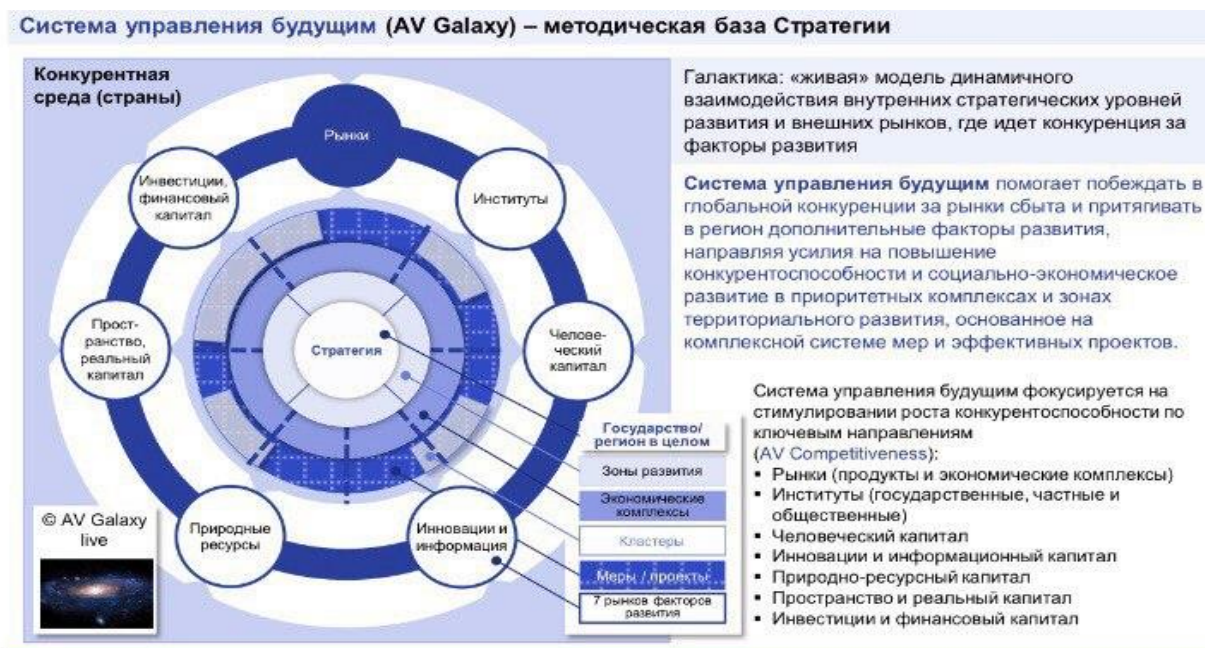 Система управления будущим (AV Galaxy) – методическая база Стратегии
Конкурентная
среда (страны)
Рынки
Инвестиции,
финансовый
капитал
Институты
Прост-
ранство,
реальный
капитал
Стратегия
Челове-
ческий
капитал
Природные
ресурсы
Инновации и
информация
© AV Galaxy
live
Государство/
регион в целом
Зоны развития
Экономические
комплексы
Кластеры
Меры / проекты
7 рынков факторов
развития
Галактика: «живая» модель динамичного
взаимодействия внутренних стратегических уровней
развития и внешних рынков, где идет конкуренция за
факторы развития
Система управления будущим помогает побеждать в
глобальной конкуренции за рынки сбыта и притягивать
в регион дополнительные факторы развития,
направляя усилия на повышение
конкурентоспособности и социально-экономическое
развитие в приоритетных комплексах и зонах
территориального развития, основанное на
комплексной системе мер и эффективных проектов.
Система управления будущим фокусируется на
стимулировании роста конкурентоспособности по
ключевым направлениям
(AV Competitiveness):
▪ Рынки (продукты и экономические комплексы)
▪ Институты (государственные, частные и
общественные)
▪ Человеческий капитал
▪ Инновации и информационный капитал
▪ Природно-ресурсный капитал
▪ Пространство и реальный капитал
▪ Инвестиции и финансовый капитал